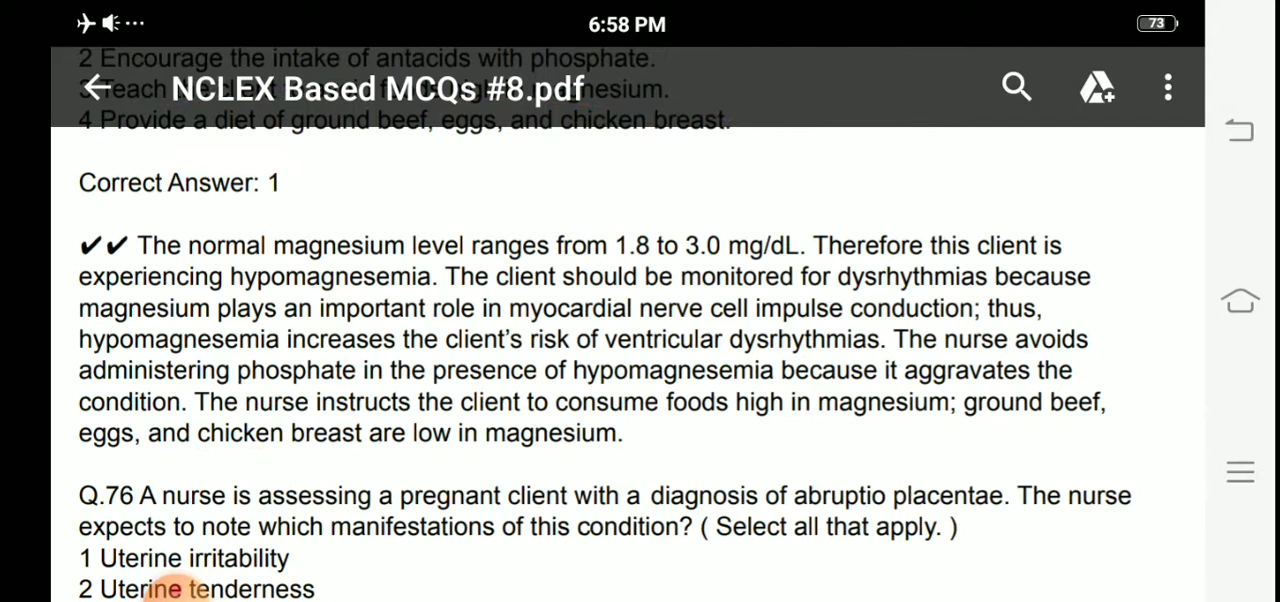 6:58 PM
73
2 Encourage the intake of antacids with phosphate.
NCLEX Based MCQs #8.pdf
3 Teach nesium.
4 Provide a diet of ground beef, eggs, and chicken breast.
Correct Answer: 1
✔✔ The normal magnesium level ranges from 1.8 to 3.0 mg/dL. Therefore this client is
experiencing hypomagnesemia. The client should be monitored for dysrhythmias because
magnesium plays an important role in myocardial nerve cell impulse conduction; thus,
hypomagnesemia increases the client’s risk of ventricular dysrhythmias. The nurse avoids
administering phosphate in the presence of hypomagnesemia because it aggravates the
condition. The nurse instructs the client to consume foods high in magnesium; ground beef,
eggs, and chicken breast are low in magnesium.
Q.76 A nurse is assessing a pregnant client with a diagnosis of abruptio placentae. The nurse
expects to note which manifestations of this condition? ( Select all that apply. )
1 Uterine irritability
2 Uterine tenderness